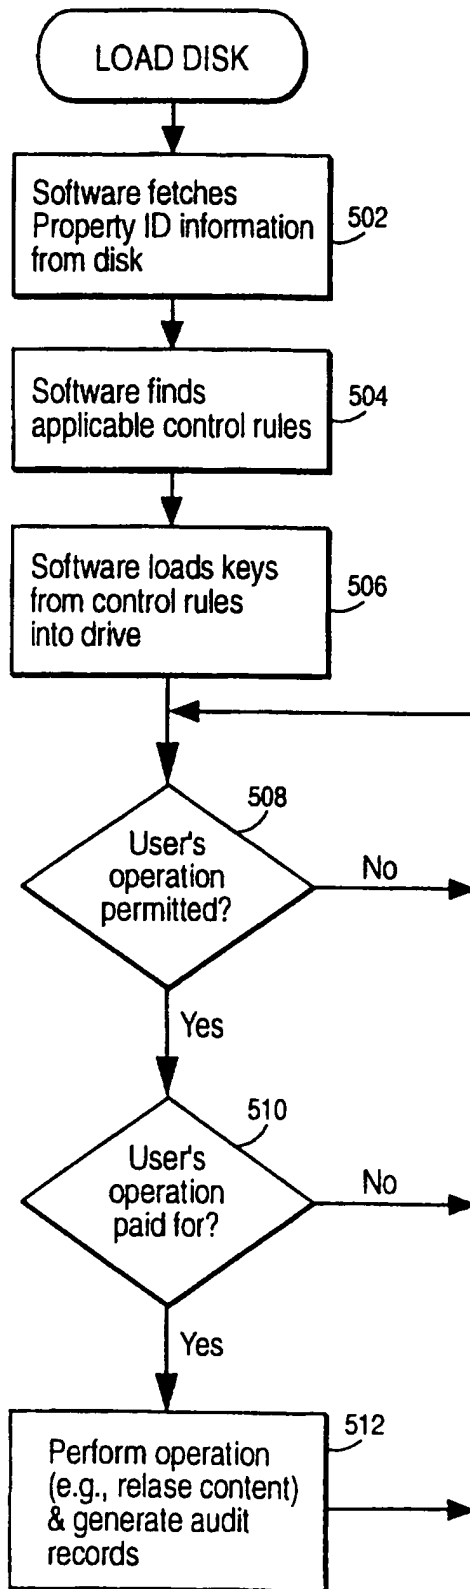 LOAD DISK
Software fetches
Property ID information
from disk
502
Software finds
applicable control rules
504
Software loads keys
from control rules
into drive
506
508
User's
operation
permitted?
No
Yes
510
User's
operation
paid for?
No
Yes
512
Perform operation
(e.g., relase content)
& generate audit
records